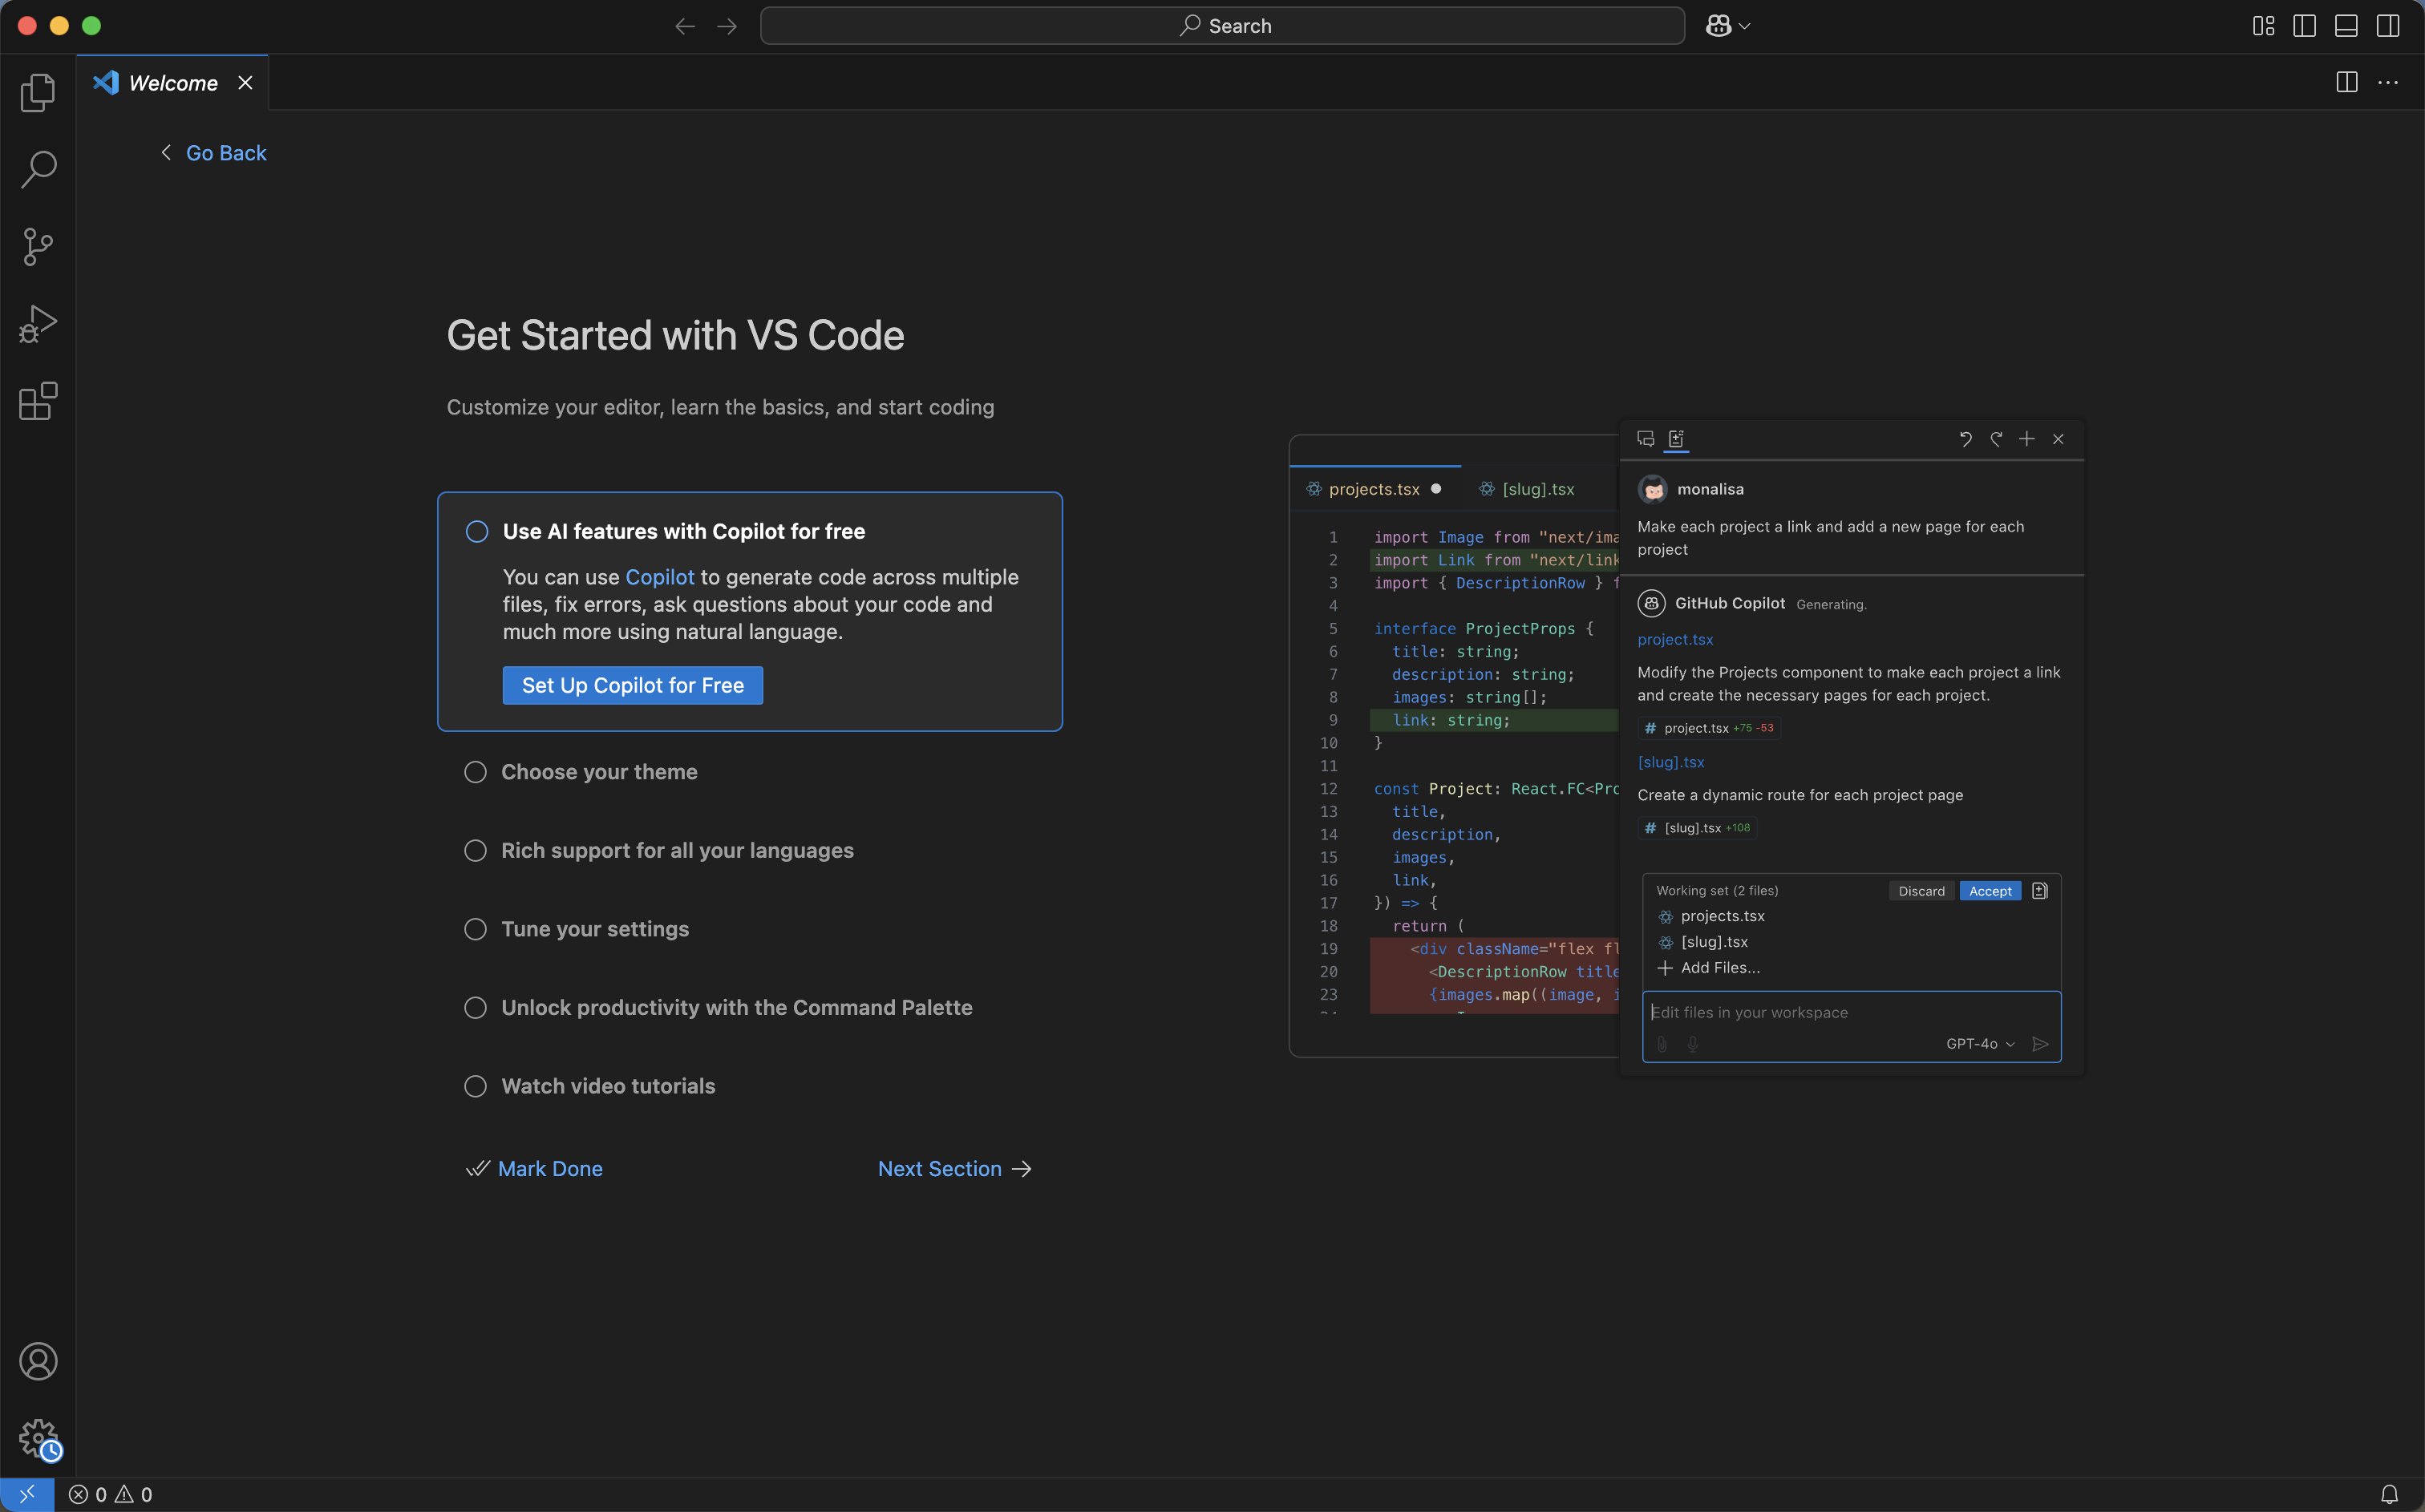 Search
Welcome
Go Back
Get Started with VS Code
Customize your editor, learn the basics, and start coding
Use AI features with Copilot for free
You can use Copilot to generate code across multiple
files, fix errors, ask questions about your code and
much more using natural language.
Set Up Copilot for Free
Choose your theme
Rich support for all your languages
Tune your settings
Unlock productivity with the Command Palette
Watch video tutorials
Mark Done
Next Section
projects.tsx
[slug].tsx
1 import Image from "next/ima
2 import Link from "next/link
3 import { DescriptionRow } f
4
5 interface ProjectProps {
6 title: string;
7 description: string;
8 images: string[];
9 link: string;
10 }
11
12 const Project: React.FC<Pro
13 title,
14 description,
15 images,
16 link,
17 }) => {
18 return (
19 <div className="flex fl
20 <DescriptionRow title
23 {images.map((image, i
monalisa
Make each project a link and add a new page for each
project
GitHub Copilot Generating.
project.tsx
Modify the Projects component to make each project a link
and create the necessary pages for each project.
# project.tsx +75 -53
[slug].tsx
Create a dynamic route for each project page
# [slug].tsx +108
Working set (2 files) Discard Accept
projects.tsx
[slug].tsx
Add Files...
Edit files in your workspace
GPT-4o
0 0